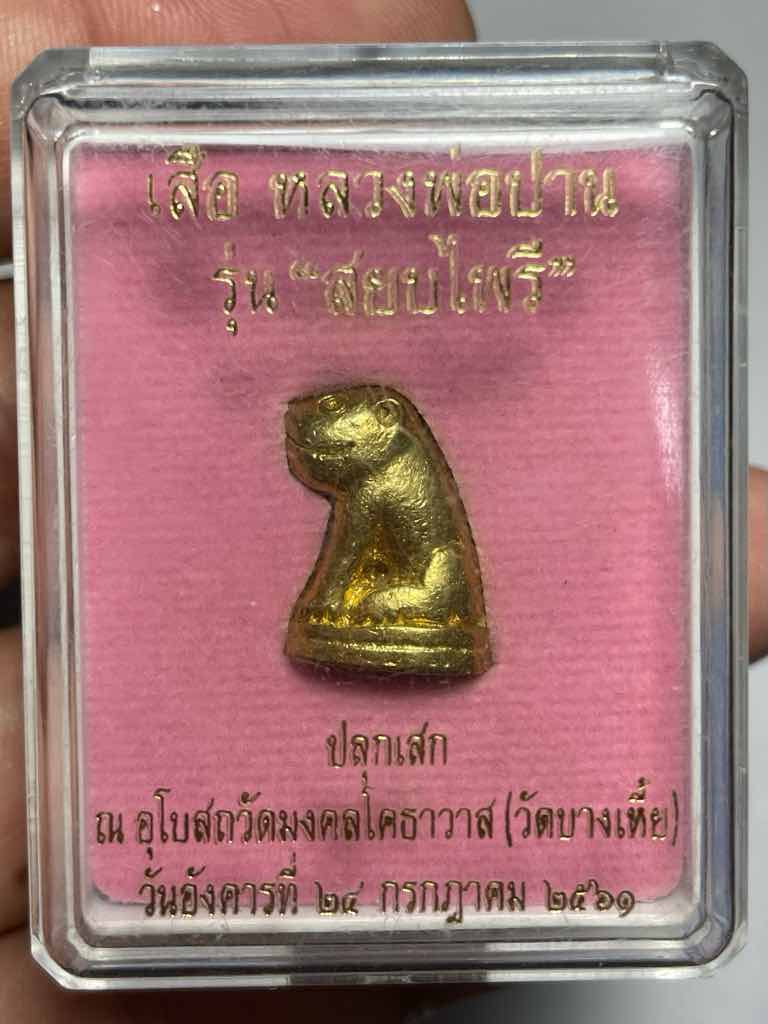 เสือ หลวงพ่อปาน
รุ่น “สยบไพรี”
ปลุกเสก
ณ อุโบสถวัดมงคลโคธาวาส (วัดบางเหี้ย)
วันอังคารที่ ๒๔ กรกฎาคม ๒๕๖๑